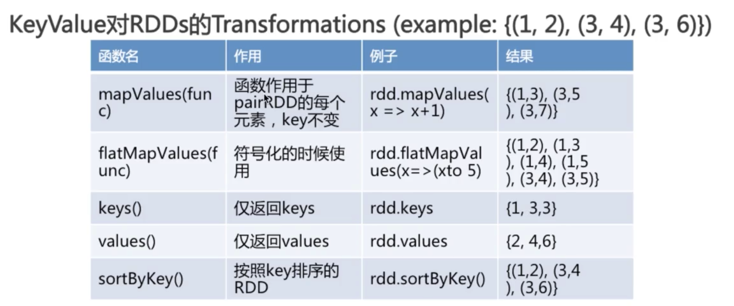 KeyValue对RDDs的Transformations (example: {(1, 2), (3, 4), (3, 6)})
函数名 作用 例子 结果
mapValues(fun
c)
函数作用于
pairRDD的每个
元素，key不变
rdd.mapValues(
x => x+1)
{(1,3), (3,5
), (3,7)}
flatMapValues(f
unc)
符号化的时候使
用
rdd.flatMapVal
ues(x=>(xto 5)
{(1,2), (1,3
), (1,4), (1,5
), (3,4), (3,5)}
keys()
仅返回keys
rdd.keys
{1, 3,3}
values()
仅返回values
rdd.values
{2, 4,6}
sortByKey()
按照key排序的
RDD
rdd.sortByKey()
{(1,2), (3,4
), (3,6)}